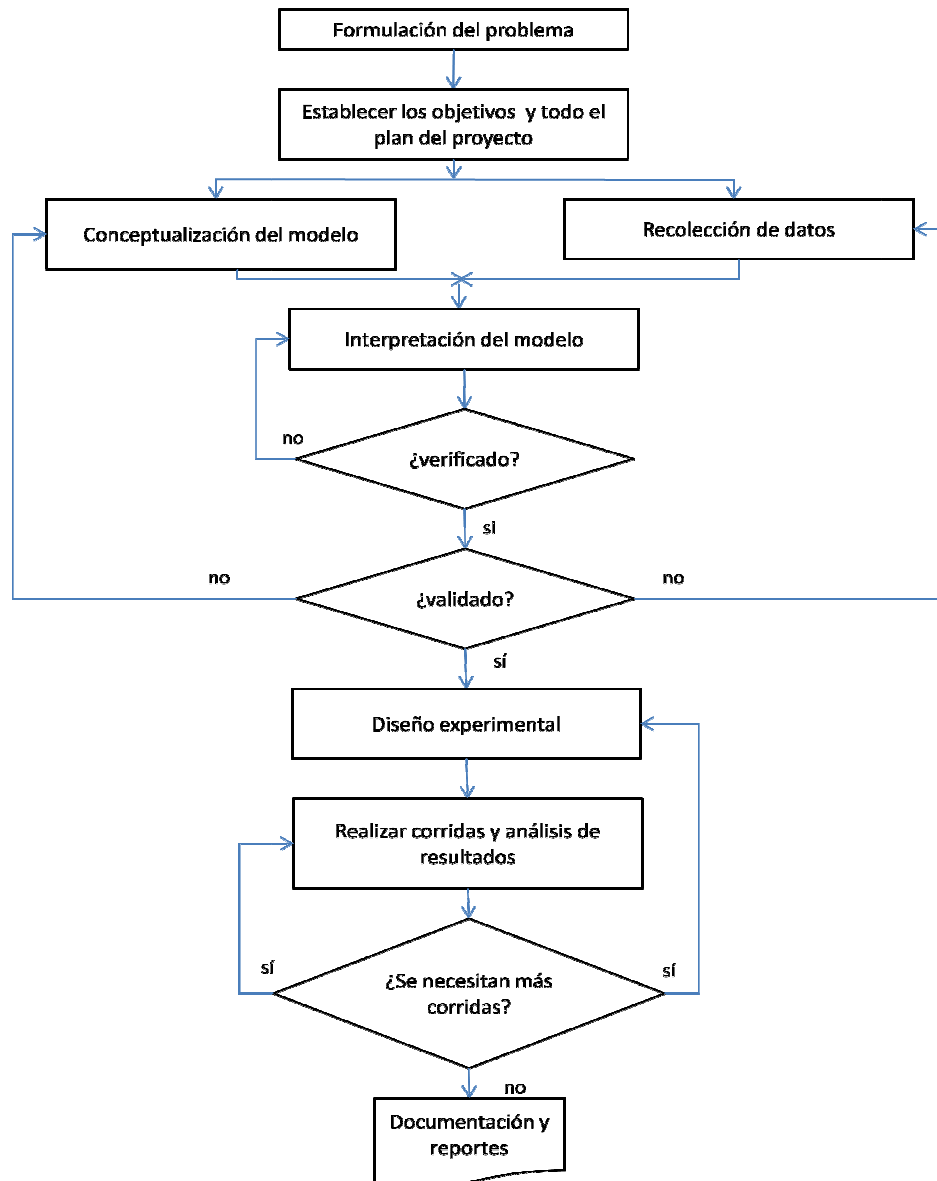 Formulación del problema
Establecer los objetivos y todo el
plan del proyecto
Conceptualización del modelo
Recolección de datos
Interpretación del modelo
no
¿verificado?
si
no
¿validado?
no
sí
Diseño experimental
Realizar corridas y análisis de
resultados
sí
¿Se necesitan más
corridas?
sí
no
Documentación y
reportes